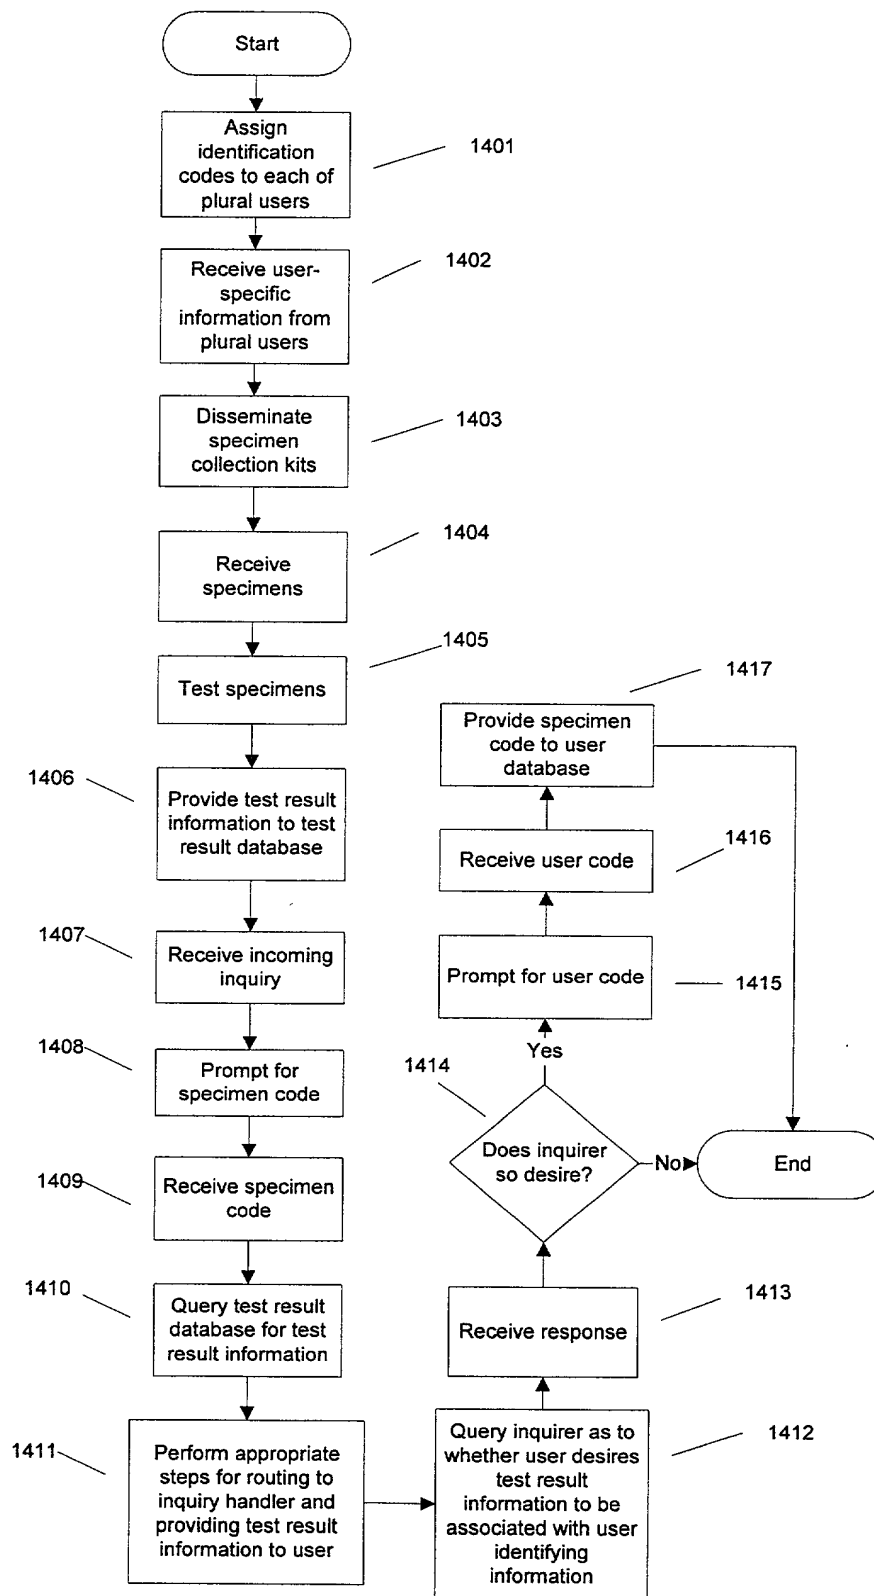 Start
Assign
identification
codes to each of
plural users
1401
Receive user-
specific
information from
plural users
1402
Disseminate
specimen
collection kits
1403
Receive
specimens
1404
Test specimens
1405
Provide test result
information to test
result database
1406
Receive incoming
inquiry
1407
Prompt for
specimen code
1408
Receive specimen
code
1409
Query test result
database for test
result information
1410
Perform appropriate
steps for routing to
inquiry handler and
providing test result
information to user
1411
Query inquirer as to
whether user desires
test result
information to be
associated with user
identifying
information
1412
Receive response
1413
Does inquirer
so desire?
1414
No
End
Yes
Prompt for user code
1415
Receive user code
1416
Provide specimen
code to user
database
1417